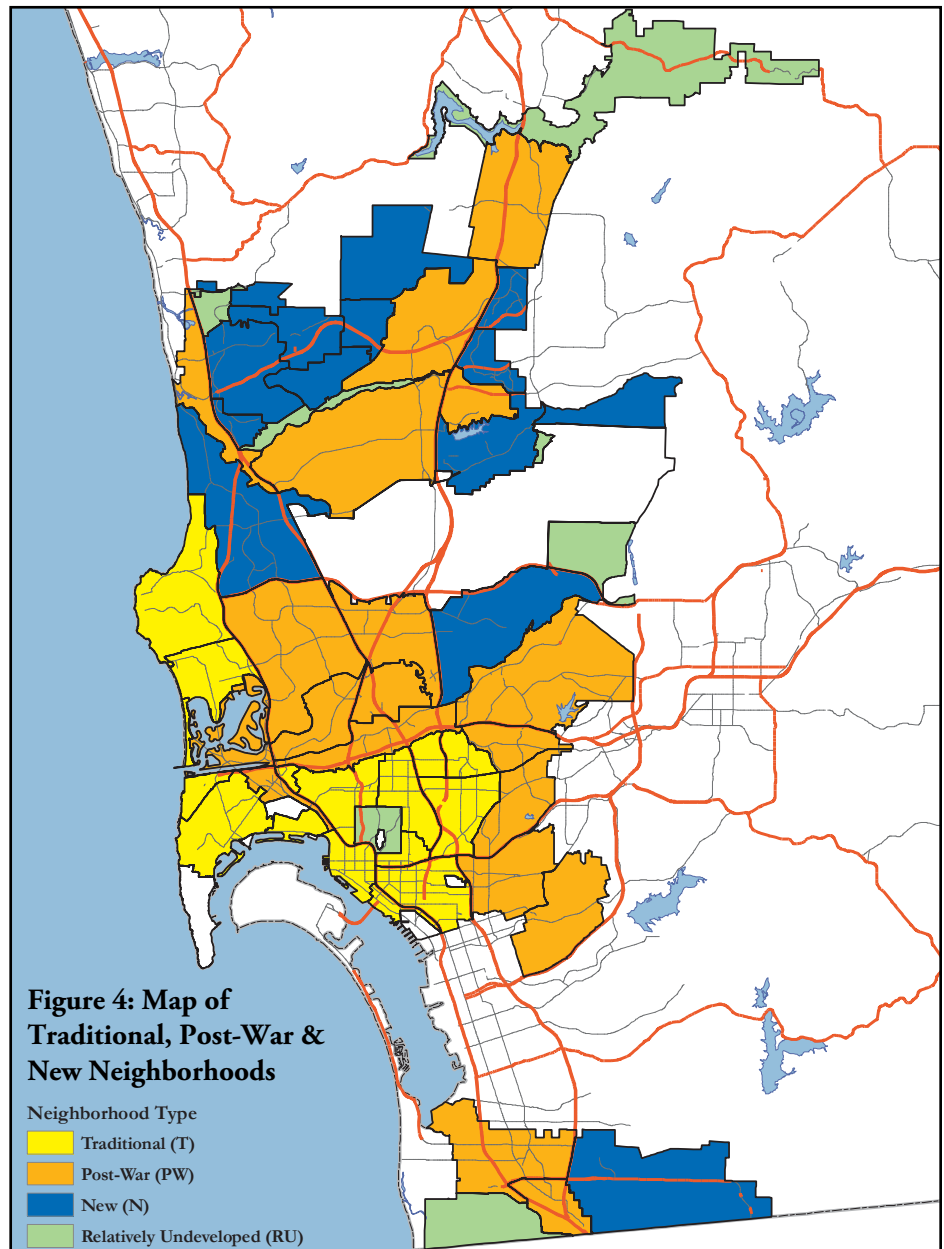 Figure 4: Map of
Traditional, Post-War &
New Neighborhoods
Neighborhood Type
Traditional (T)
Post-War (PW)
New (N)
Relatively Undeveloped (RU)